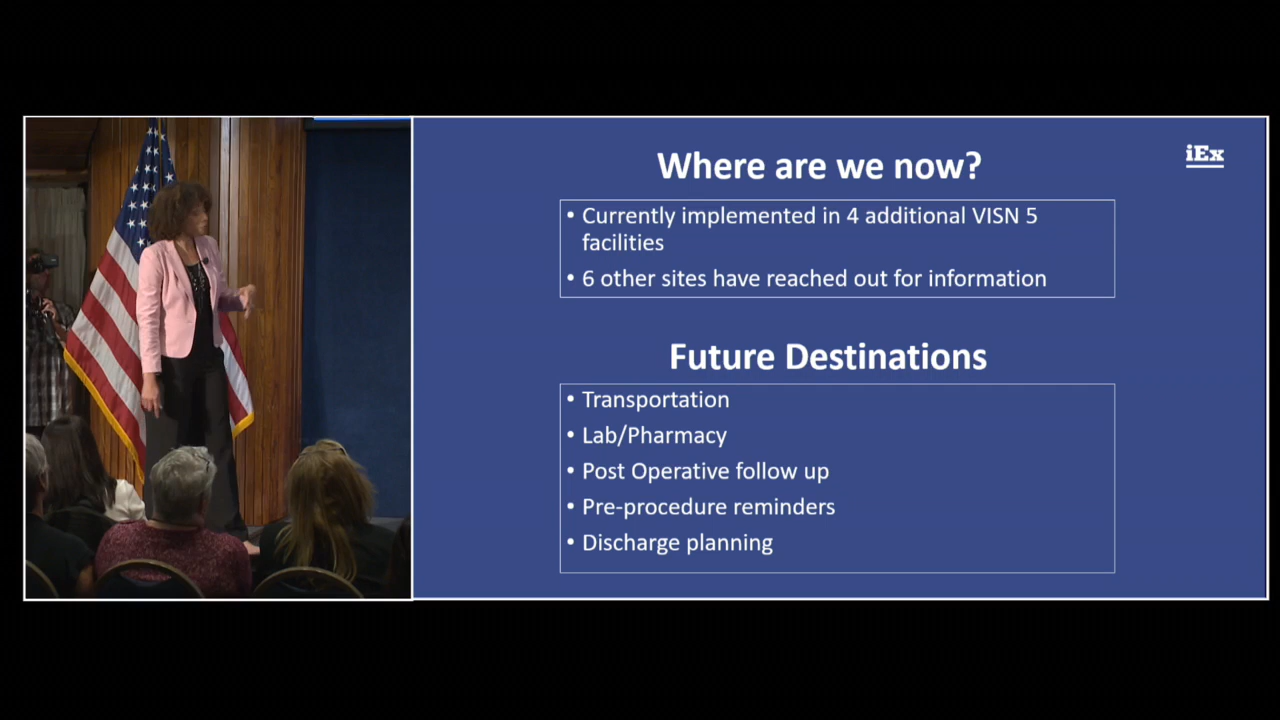 iEx
Where are we now?
• Currently implemented in 4 additional VISN 5
facilities
• 6 other sites have reached out for information
Future Destinations
• Transportation
• Lab/Pharmacy
• Post Operative follow up
• Pre-procedure reminders
• Discharge planning